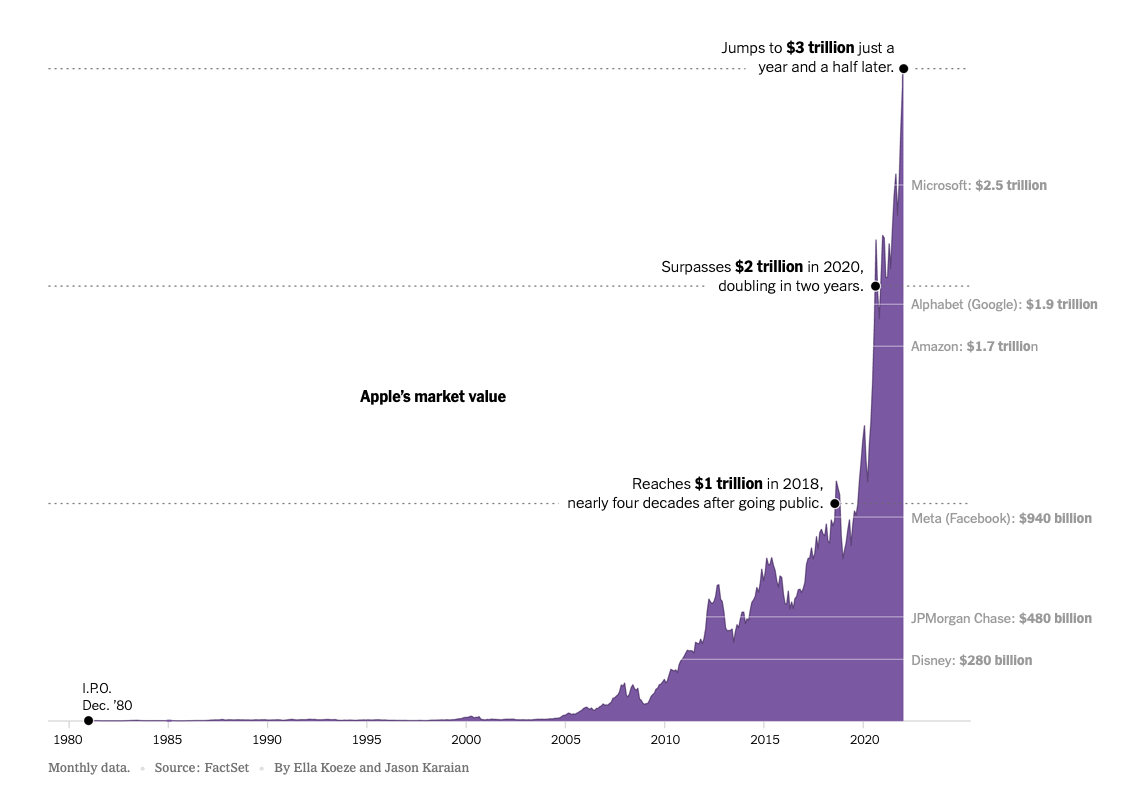 Jumps to $3 trillion just a
year and a half later.
Microsoft: $2.5 trillion
Surpasses $2 trillion in 2020,
doubling in two years.
Alphabet (Google): $1.9 trillion
Amazon: $1.7 trillion
Apple’s market value
Reaches $1 trillion in 2018,
nearly four decades after going public.
Meta (Facebook): $940 billion
JPMorgan Chase: $480 billion
Disney: $280 billion
I.P.O.
Dec. ’80
1980 1985 1990 1995 2000 2005 2010 2015 2020
Monthly data. • Source: FactSet • By Ella Koeze and Jason Karaian